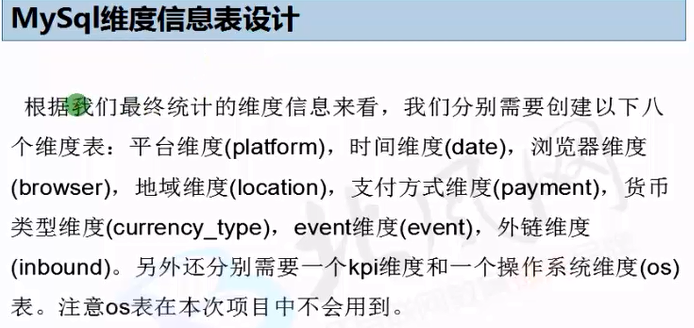 MySql维度信息表设计
根据我们最终统计的维度信息来看，我们分别需要创建以下八
个维度表：平台维度(platform)，时间维度(date)，浏览器维度
(browser)，地域维度(location)，支付方式维度(payment)，货币
类型维度(currency_type)，event维度(event)，外链维度
(inbound)。另外还分别需要一个kpi维度和一个操作系统维度(os)
表。注意os表在本次项目中不会用到。